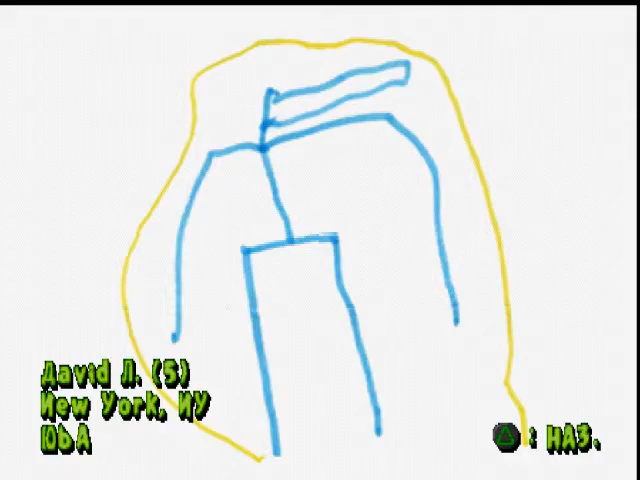 Дavid Л. (5)
Иew York, ИУ
ЮЬА
: НАЗ.